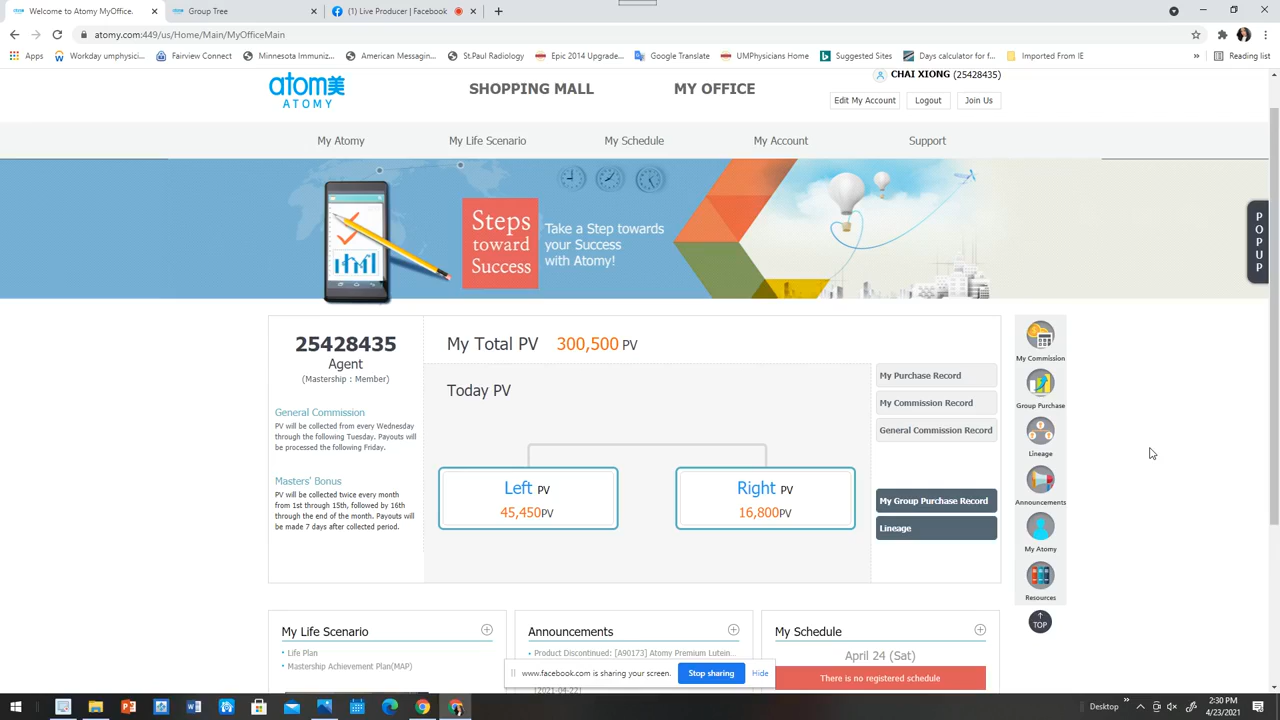 Welcome to Atomy MyOffice.
Group Tree
(1) Live Producer | Facebook
atomy.com:449/us/Home/Main/MyOfficeMain
Apps
Workday umphysici...
Fairview Connect
Minnesota Immuniz...
American Messagin...
St.Paul Radiology
Epic 2014 Upgrade...
Google Translate
UMPhysicians Home
Suggested Sites
Days calculator for f...
Imported From IE
»
Reading list
atom美
ATOMY
SHOPPING MALL
MY OFFICE
CHAI XIONG (25428435)
Edit My Account
Logout
Join Us
My Atomy
My Life Scenario
My Schedule
My Account
Support
Steps
toward
Success
Take a Step towards
your Success
with Atomy!
POPUP
25428435
Agent
(Mastership : Member)
General Commission
PV will be collected from every Wednesday
through the following Tuesday. Payouts will
be processed the following Friday.
Masters' Bonus
PV will be collected twice every month
from 1st through 15th, followed by 16th
through the end of the month. Payouts will
be made 7 days after collected period.
My Total PV 300,500 PV
Today PV
Left PV
45,450PV
Right PV
16,800PV
My Purchase Record
My Commission Record
General Commission Record
My Group Purchase Record
Lineage
My Commission
Group Purchase
Lineage
Announcements
My Atomy
Resources
TOP
My Life Scenario
Life Plan
Mastership Achievement Plan(MAP)
Announcements
Product Discontinued: [A90173] Atomy Premium Lutein...
[2021-04-22]
My Schedule
April 24 (Sat)
There is no registered schedule
www.facebook.com is sharing your screen.
Stop sharing
Hide
Desktop
»
2:30 PM
4/23/2021